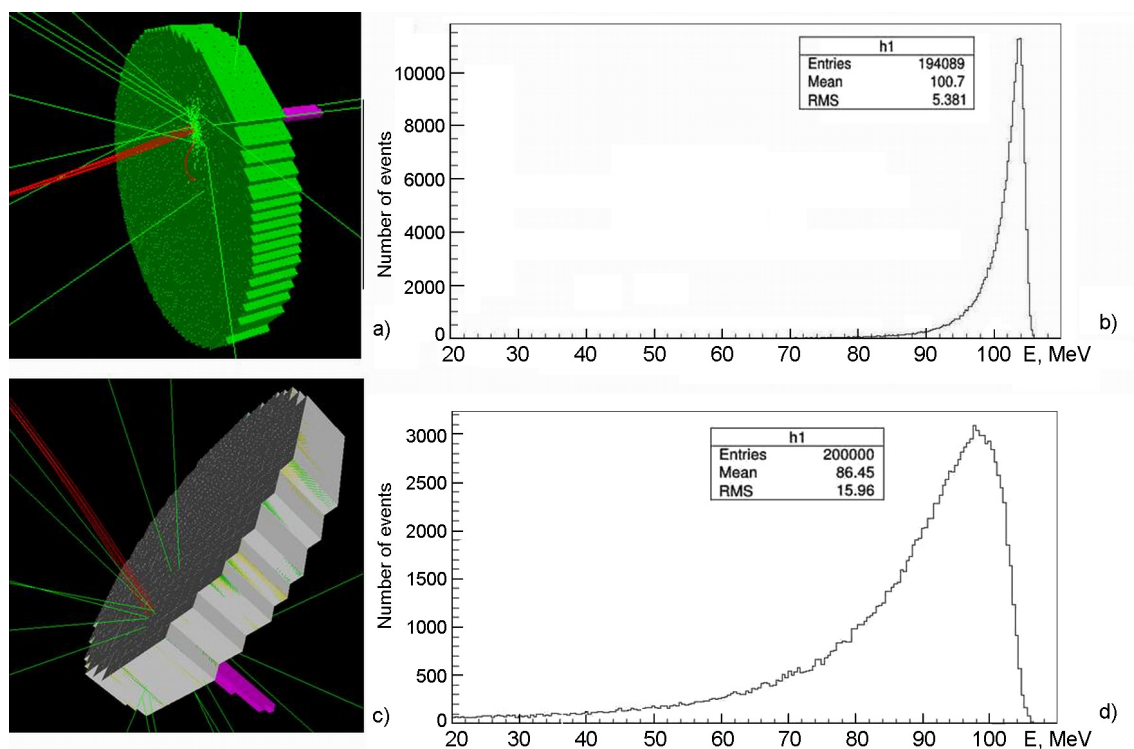 a)
h1
Entries 194089
Mean 100.7
RMS 5.381
Number of events
10000
8000
6000
4000
2000
0
20 30 40 50 60 70 80 90 100 E, MeV
b)
c)
h1
Entries 200000
Mean 86.45
RMS 15.96
Number of events
3000
2500
2000
1500
1000
500
0
20 30 40 50 60 70 80 90 100 E, MeV
d)